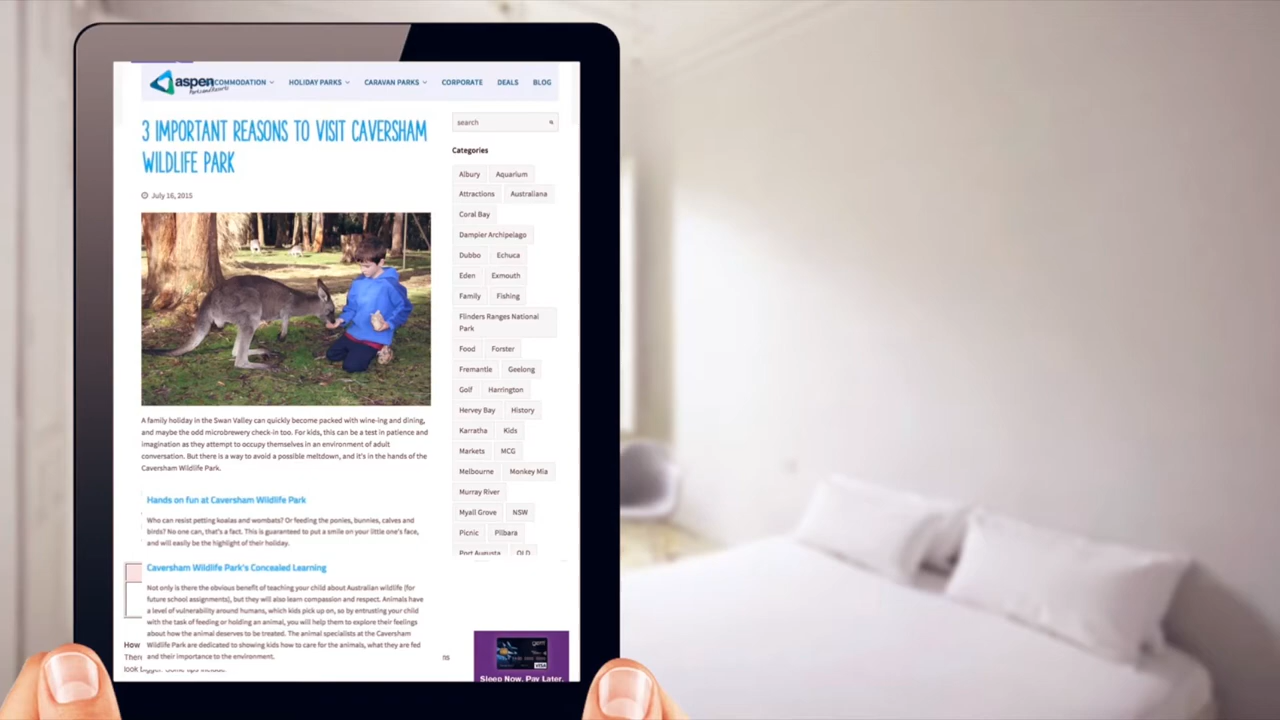 aspen
COMMODATION
HOLIDAY PARKS
CARAVAN PARKS
CORPORATE
DEALS
BLOG
3 IMPORTANT REASONS TO VISIT CAVERSHAM
WILDLIFE PARK
July 16, 2015
A family holiday in the Swan Valley can quickly become packed with wine-ing and dining,
and maybe the odd microbrewery check-in too. For kids, this can be a test in patience and
imagination as they attempt to occupy themselves in an environment of adult
conversation. But there is a way to avoid a possible meltdown, and it's in the hands of the
Caversham Wildlife Park.
Hands on fun at Caversham Wildlife Park
Who can resist petting koalas and wombats? Or feeding the ponies, bunnies, calves and
birds? No one can, that's a fact. This is guaranteed to put a smile on your little one's face,
and will easily be the highlight of their holiday.
Caversham Wildlife Park's Concealed Learning
Not only is there the obvious benefit of teaching your child about Australian wildlife (for
future school assignments), but they will also learn compassion and respect. Animals have
a level of vulnerability around humans, which kids pick up on, so by entrusting your child
with the task of feeding or holding an animal, you will help them to explore their feelings
about how the animal deserves to be treated. The animal specialists at the Caversham
Wildlife Park are dedicated to showing kids how to care for the animals, what they are fed
and their importance to the environment.
How
search
Categories
Albury Aquarium
Attractions Australiana
Coral Bay
Dampier Archipelago
Dubbo Echuca
Eden Exmouth
Family Fishing
Flinders Ranges National
Park
Food Forster
Fremantle Geelong
Golf Harrington
Hervey Bay History
Karratha Kids
Markets MCG
Melbourne Monkey Mia
Murray River
Myall Grove NSW
Picnic Pilbara
Port Augusta QLD
VISA
Sleep Now, Pay Later.